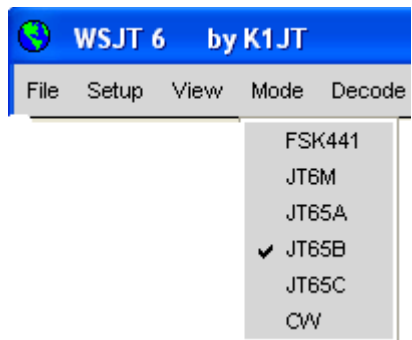 WSJT 6 by K1JT
File Setup View Mode Decode
FSK441
JT6M
JT65A
JT65B
JT65C
CW